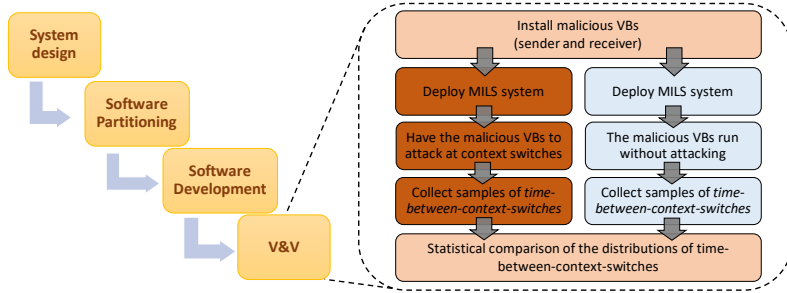 System
design
Software
Partitioning
Software
Development
V&V
Install malicious VBs
(sender and receiver)
Deploy MILS system
Deploy MILS system
Have the malicious VBs to
attack at context switches
The malicious VBs run
without attacking
Collect samples of time-
between-context-switches
Collect samples of time-
between-context-switches
Statistical comparison of the distributions of time-
between-context-switches